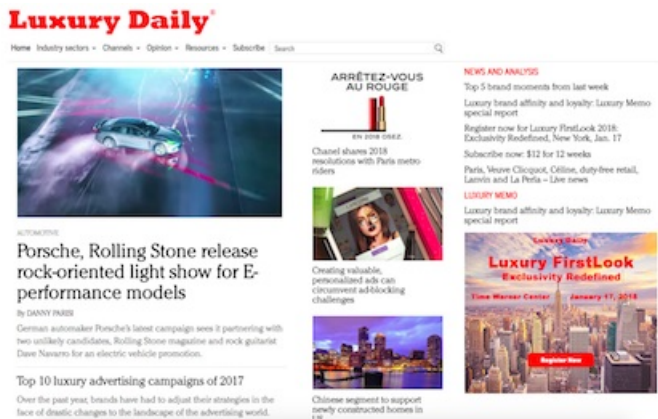 Luxury Daily
Home Industry sectors Channels Opinion Resources Subscribe Search
AUTOMOTIVE
Porsche, Rolling Stone release
rock-oriented light show for E-
performance models
By DANNY PARISI
German automaker Porsche's latest campaign sees it partnering with
two unlikely candidates, Rolling Stone magazine and rock guitarist
Dave Navarro for an electric vehicle promotion.
Top 10 luxury advertising campaigns of 2017
Over the past year, brands have had to adjust their strategies in the
face of drastic changes to the landscape of the advertising world.
ARRÊTEZ-VOUS
AU ROUGE
EN 2018 OSEZ
Chanel shares 2018
resolutions with Paris metro
riders
Creating valuable,
personalized ads can
circumvent ad-blocking
challenges
Chinese segment to support
newly constructed homes in
US
NEWS AND ANALYSIS
Top 5 brand moments from last week
Luxury brand affinity and loyalty: Luxury Memo
special report
Register now for Luxury FirstLook 2018:
Exclusivity Redefined, New York, Jan. 17
Subscribe now: $12 for 12 weeks
Paris, Veuve Clicquot, Céline, duty-free retail,
Lanvin and La Perla – Live news
LUXURY MEMO
Luxury brand affinity and loyalty: Luxury Memo
special report
Luxury Daily
Luxury FirstLook
Exclusivity Redefined
Time Warner Center January 17, 2018
Register Now